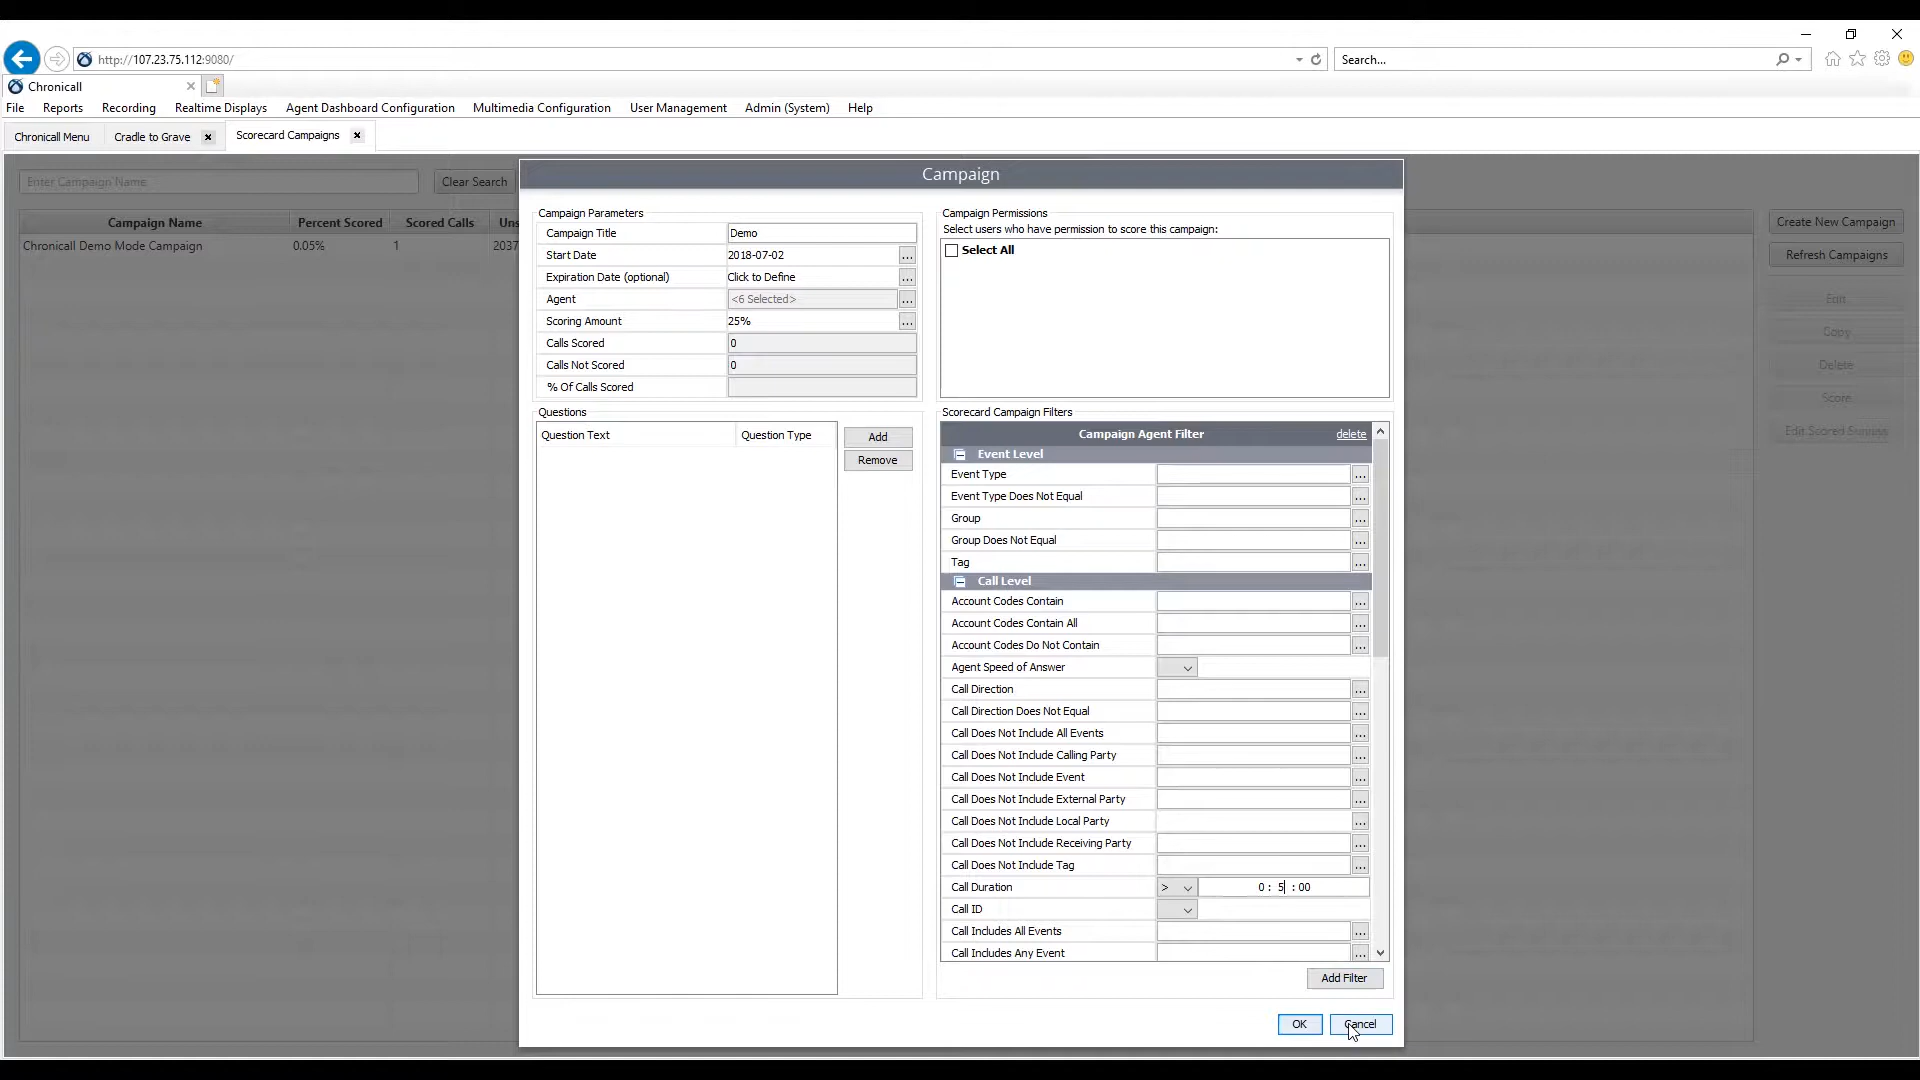 http://107.23.75.112:9080/
Search...
Chronicall
File Reports Recording Realtime Displays Agent Dashboard Configuration Multimedia Configuration User Management Admin (System) Help
Chronicall Menu Cradle to Grave Scorecard Campaigns
Campaign
Enter Campaign Name
Clear Search
Campaign Name Percent Scored Scored Calls Uns
Chronicall Demo Mode Campaign 0.05% 1 2037
Create New Campaign
Refresh Campaigns
Edit
Copy
Delete
Score
Edit Scored
Campaign Parameters
Campaign Title Demo
Start Date 2018-07-02 ...
Expiration Date (optional) Click to Define ...
Agent <6 Selected> ...
Scoring Amount 25% ...
Calls Scored 0
Calls Not Scored 0
% Of Calls Scored
Campaign Permissions
Select users who have permission to score this campaign:
Select All
Questions
Question Text Question Type
Add
Remove
Scorecard Campaign Filters
Campaign Agent Filter delete
Event Level
Event Type ...
Event Type Does Not Equal ...
Group ...
Group Does Not Equal ...
Tag ...
Call Level
Account Codes Contain ...
Account Codes Contain All ...
Account Codes Do Not Contain ...
Agent Speed of Answer
Call Direction ...
Call Direction Does Not Equal ...
Call Does Not Include All Events ...
Call Does Not Include Calling Party ...
Call Does Not Include Event ...
Call Does Not Include External Party ...
Call Does Not Include Local Party ...
Call Does Not Include Receiving Party ...
Call Does Not Include Tag ...
Call Duration > 0 : 5 : 00
Call ID
Call Includes All Events ...
Call Includes Any Event ...
Add Filter
OK Cancel